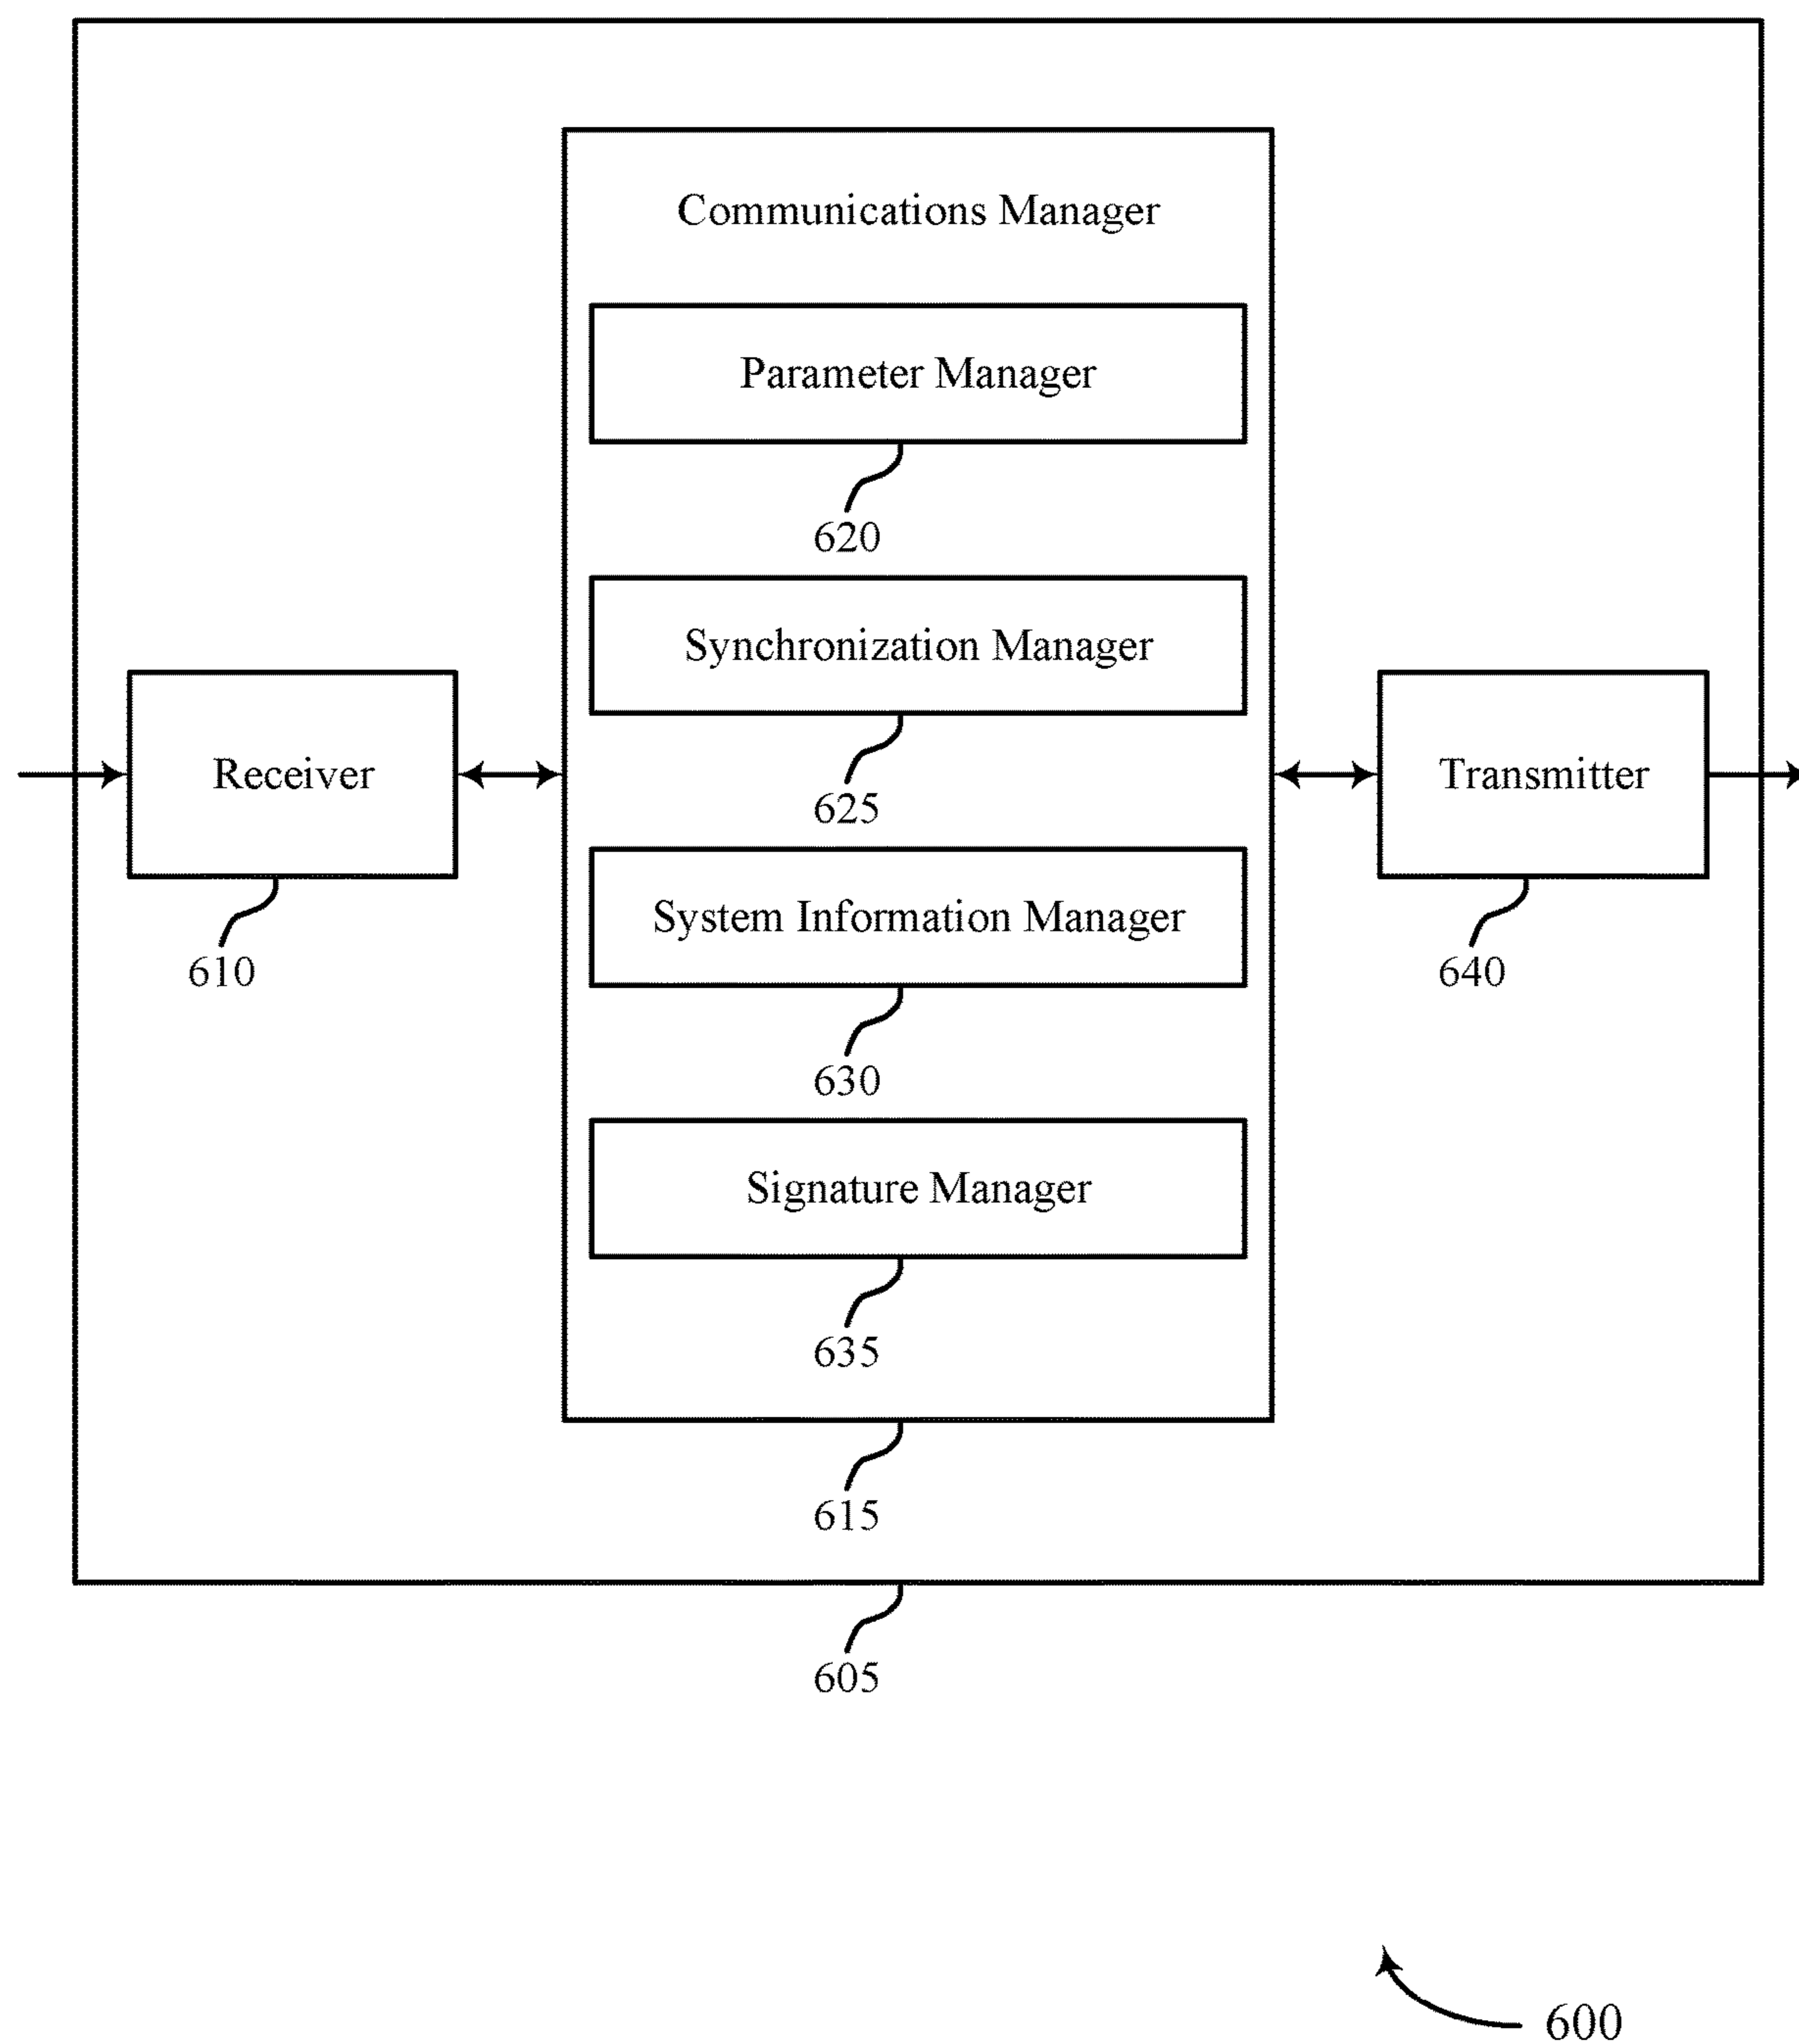 Communications Manager
Parameter Manager
620
Synchronization Manager
625
Receiver
610
Transmitter
640
System Information Manager
630
Signature Manager
635
615
605
600